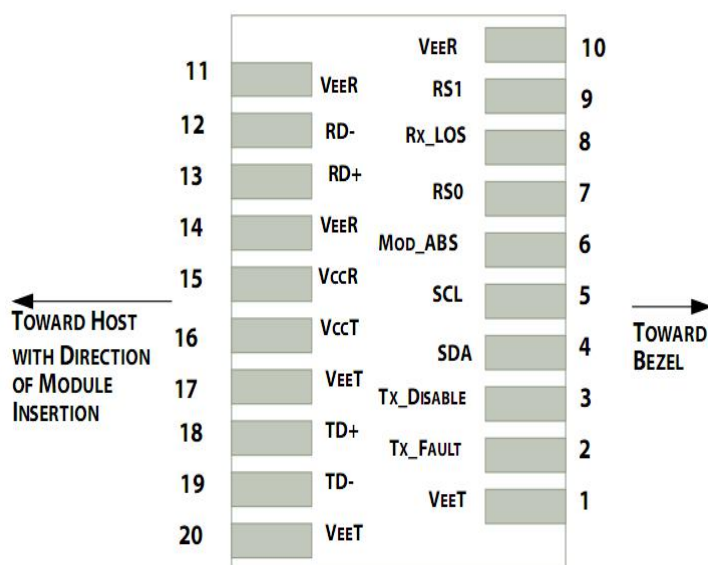 11 VEER
12 RD-
13 RD+
14 VEER
15 VCCR
16 VCCT
17 VEET
18 TD+
19 TD-
20 VEET
TOWARD HOST
WITH DIRECTION
OF MODULE
INSERTION
VEER 10
RS1 9
RX_LOS 8
RS0 7
MOD_ABS 6
SCL 5
SDA 4
TX_DISABLE 3
TX_FAULT 2
VEET 1
TOWARD
BEZEL